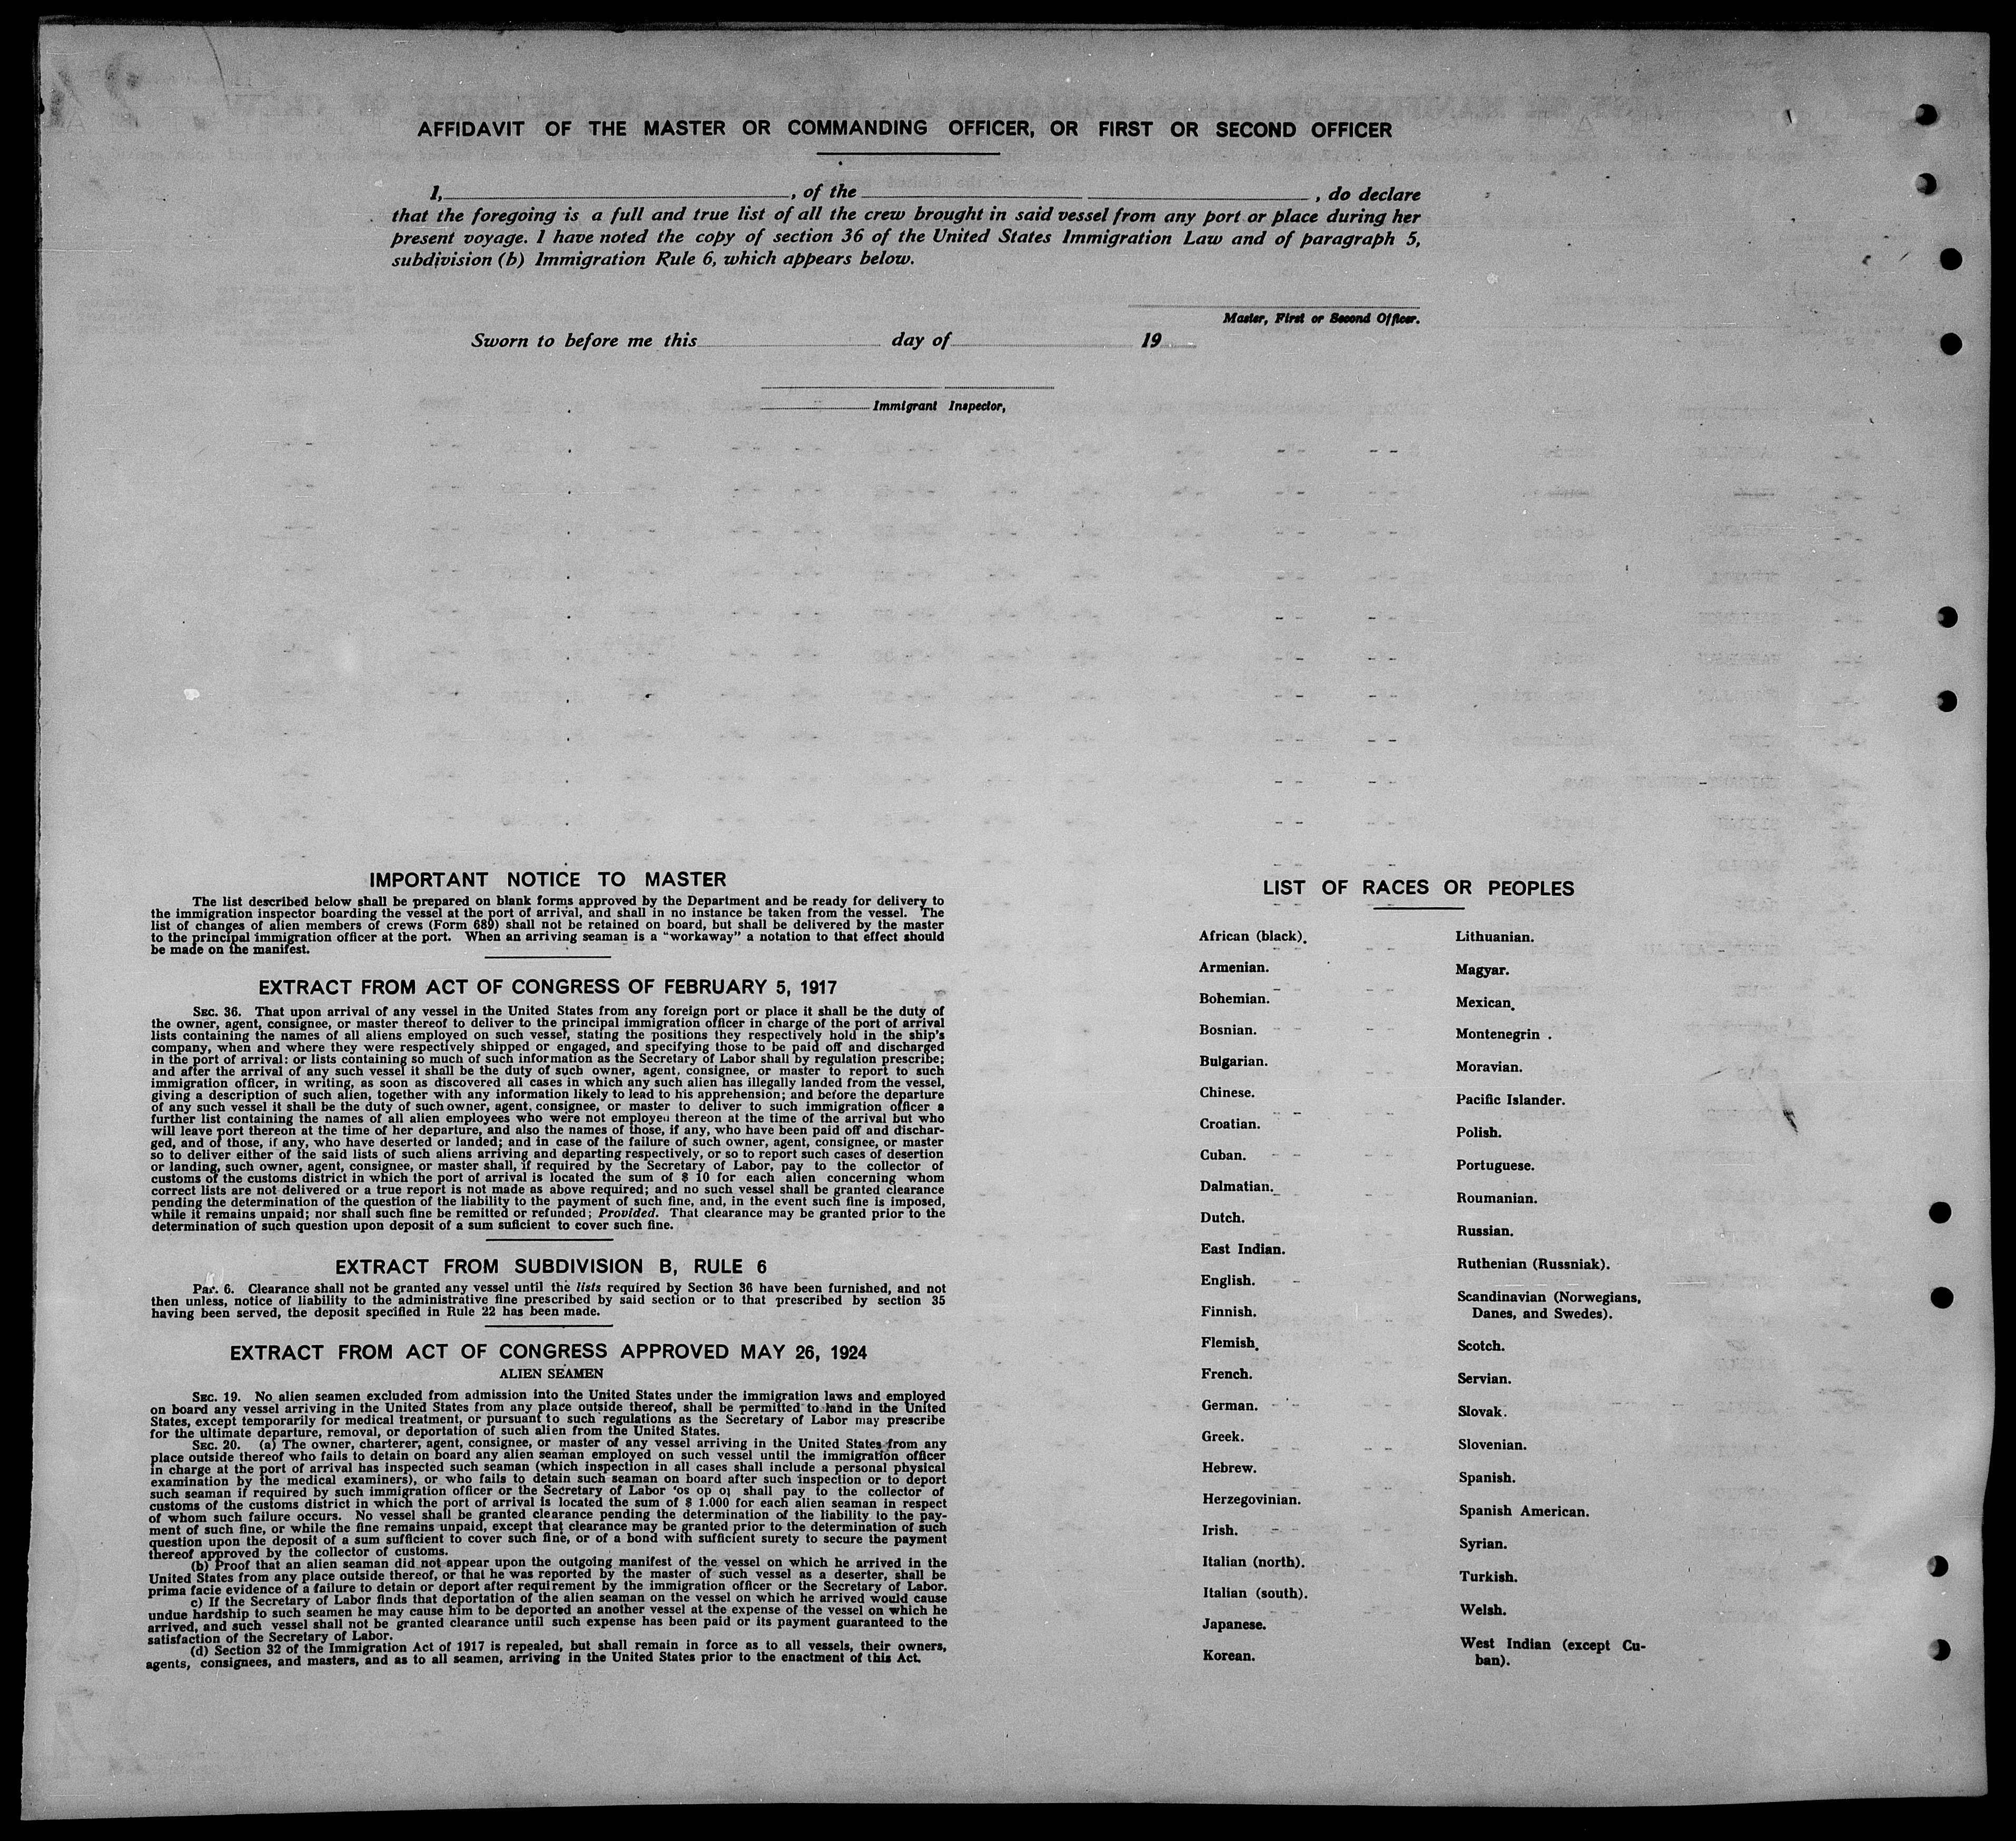 AFFIDAVIT OF THE MASTER OR COMMANDING OFFICER, OR FIRST OR SECOND OFFICER
I, , of the , do declare
that the foregoing is a full and true list of all the crew brought in said vessel from any port or place during her
present voyage. I have noted the copy of section 36 of the United States Immigration Law and of paragraph 5,
subdivision (b) Immigration Rule 6, which appears below.
Master, First or Second Officer.
Sworn to before me this day of 19
Immigrant Inspector,
IMPORTANT NOTICE TO MASTER
The list described below shall be prepared on blank forms approved by the Department and be ready for delivery to
the immigration inspector boarding the vessel at the port of arrival, and shall in no instance be taken from the vessel. The
list of changes of alien members of crews (Form 689) shall not be retained on board, but shall be delivered by the master
to the principal immigration officer at the port. When an arriving seaman is a "workaway" a notation to that effect should
be made on the manifest.
EXTRACT FROM ACT OF CONGRESS OF FEBRUARY 5, 1917
SEC. 36. That upon arrival of any vessel in the United States from any foreign port or place it shall be the duty of
the owner, agent, consignee, or master thereof to deliver to the principal immigration officer in charge of the port of arrival
lists containing the names of all aliens employed on such vessel, stating the positions they respectively hold in the ship's
company, when and where they were respectively shipped or engaged, and specifying those to be paid off and discharged
in the port of arrival: or lists containing so much of such information as the Secretary of Labor shall by regulation prescribe;
and after the arrival of any such vessel it shall be the duty of such owner, agent, consignee, or master to report to such
immigration officer, in writing, as soon as discovered all cases in which any such alien has illegally landed from the vessel,
giving a description of such alien, together with any information likely to lead to his apprehension; and before the departure
of any such vessel it shall be the duty of such owner, agent, consignee, or master to deliver to such immigration officer a
further list containing the names of all alien employees who were not employed thereon at the time of the arrival but who
will leave port thereon at the time of her departure, and also the names of those, if any, who have been paid off and dischar-
ged, and of those, if any, who have deserted or landed; and in case of the failure of such owner, agent, consignee, or master
so to deliver either of the said lists of such aliens arriving and departing respectively, or so to report such cases of desertion
or landing, such owner, agent, consignee, or master shall, if required by the Secretary of Labor, pay to the collector of
customs of the customs district in which the port of arrival is located the sum of $ 10 for each alien concerning whom
correct lists are not delivered or a true report is not made as above required; and no such vessel shall be granted clearance
pending the determination of the question of the liability to the payment of such fine, and, in the event such fine is imposed,
while it remains unpaid; nor shall such fine be remitted or refunded; Provided. That clearance may be granted prior to the
determination of such question upon deposit of a sum suficient to cover such fine.
EXTRACT FROM SUBDIVISION B, RULE 6
Par. 6. Clearance shall not be granted any vessel until the lists required by Section 36 have been furnished, and not
then unless, notice of liability to the administrative fine prescribed by said section or to that prescribed by section 35
having been served, the deposit specified in Rule 22 has been made.
EXTRACT FROM ACT OF CONGRESS APPROVED MAY 26, 1924
ALIEN SEAMEN
SEC. 19. No alien seamen excluded from admission into the United States under the immigration laws and employed
on board any vessel arriving in the United States from any place outside thereof, shall be permitted to land in the United
States, except temporarily for medical treatment, or pursuant to such regulations as the Secretary of Labor may prescribe
for the ultimate departure, removal, or deportation of such alien from the United States.
SEC. 20. (a) The owner, charterer, agent, consignee, or master of any vessel arriving in the United States from any
place outside thereof who fails to detain on board any alien seaman employed on such vessel until the immigration officer
in charge at the port of arrival has inspected such seaman (which inspection in all cases shall include a personal physical
examination by the medical examiners), or who fails to detain such seaman on board after such inspection or to deport
such seaman if required by such immigration officer or the Secretary of Labor 'os op oj shall pay to the collector of
customs of the customs district in which the port of arrival is located the sum of $ 1.000 for each alien seaman in respect
of whom such failure occurs. No vessel shall be granted clearance pending the determination of the liability to the pay-
ment of such fine, or while the fine remains unpaid, except that clearance may be granted prior to the determination of such
question upon the deposit of a sum sufficient to cover such fine, or of a bond with sufficient surety to secure the payment
thereof approved by the collector of customs.
(b) Proof that an alien seaman did not appear upon the outgoing manifest of the vessel on which he arrived in the
United States from any place outside thereof, or that he was reported by the master of such vessel as a deserter, shall be
prima facie evidence of a failure to detain or deport after requirement by the immigration officer or the Secretary of Labor.
c) If the Secretary of Labor finds that deportation of the alien seaman on the vessel on which he arrived would cause
undue hardship to such seamen he may cause him to be deported an another vessel at the expense of the vessel on which he
arrived, and such vessel shall not be granted clearance until such expense has been paid or its payment guaranteed to the
satisfaction of the Secretary of Labor.
(d) Section 32 of the Immigration Act of 1917 is repealed, but shall remain in force as to all vessels, their owners,
agents, consignees, and masters, and as to all seamen, arriving in the United States prior to the enactment of this Act.
LIST OF RACES OR PEOPLES
African (black).
Armenian.
Bohemian.
Bosnian.
Bulgarian.
Chinese.
Croatian.
Cuban.
Dalmatian.
Dutch.
East Indian.
English.
Finnish.
Flemish.
French.
German.
Greek.
Hebrew.
Herzegovinian.
Irish.
Italian (north).
Italian (south).
Japanese.
Korean.
Lithuanian.
Magyar.
Mexican.
Montenegrin .
Moravian.
Pacific Islander.
Polish.
Portuguese.
Roumanian.
Russian.
Ruthenian (Russniak).
Scandinavian (Norwegians,
Danes, and Swedes).
Scotch.
Servian.
Slovak.
Slovenian.
Spanish.
Spanish American.
Syrian.
Turkish.
Welsh.
West Indian (except Cu-
ban).